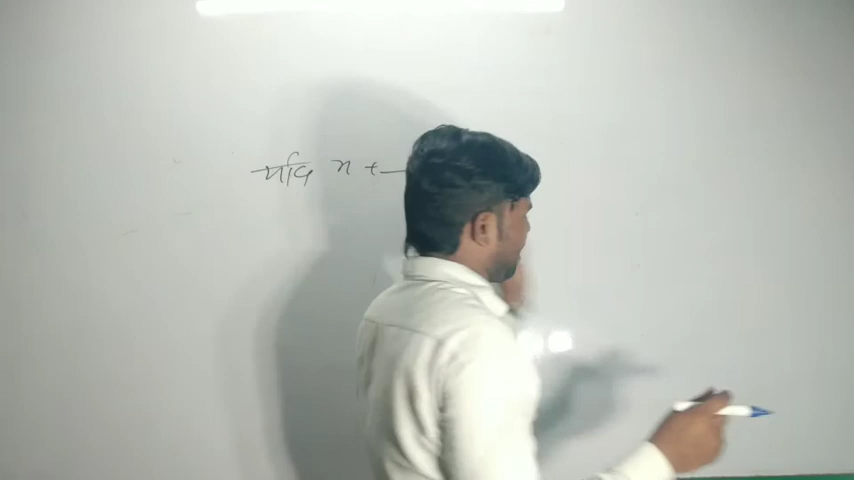 यदि x + —